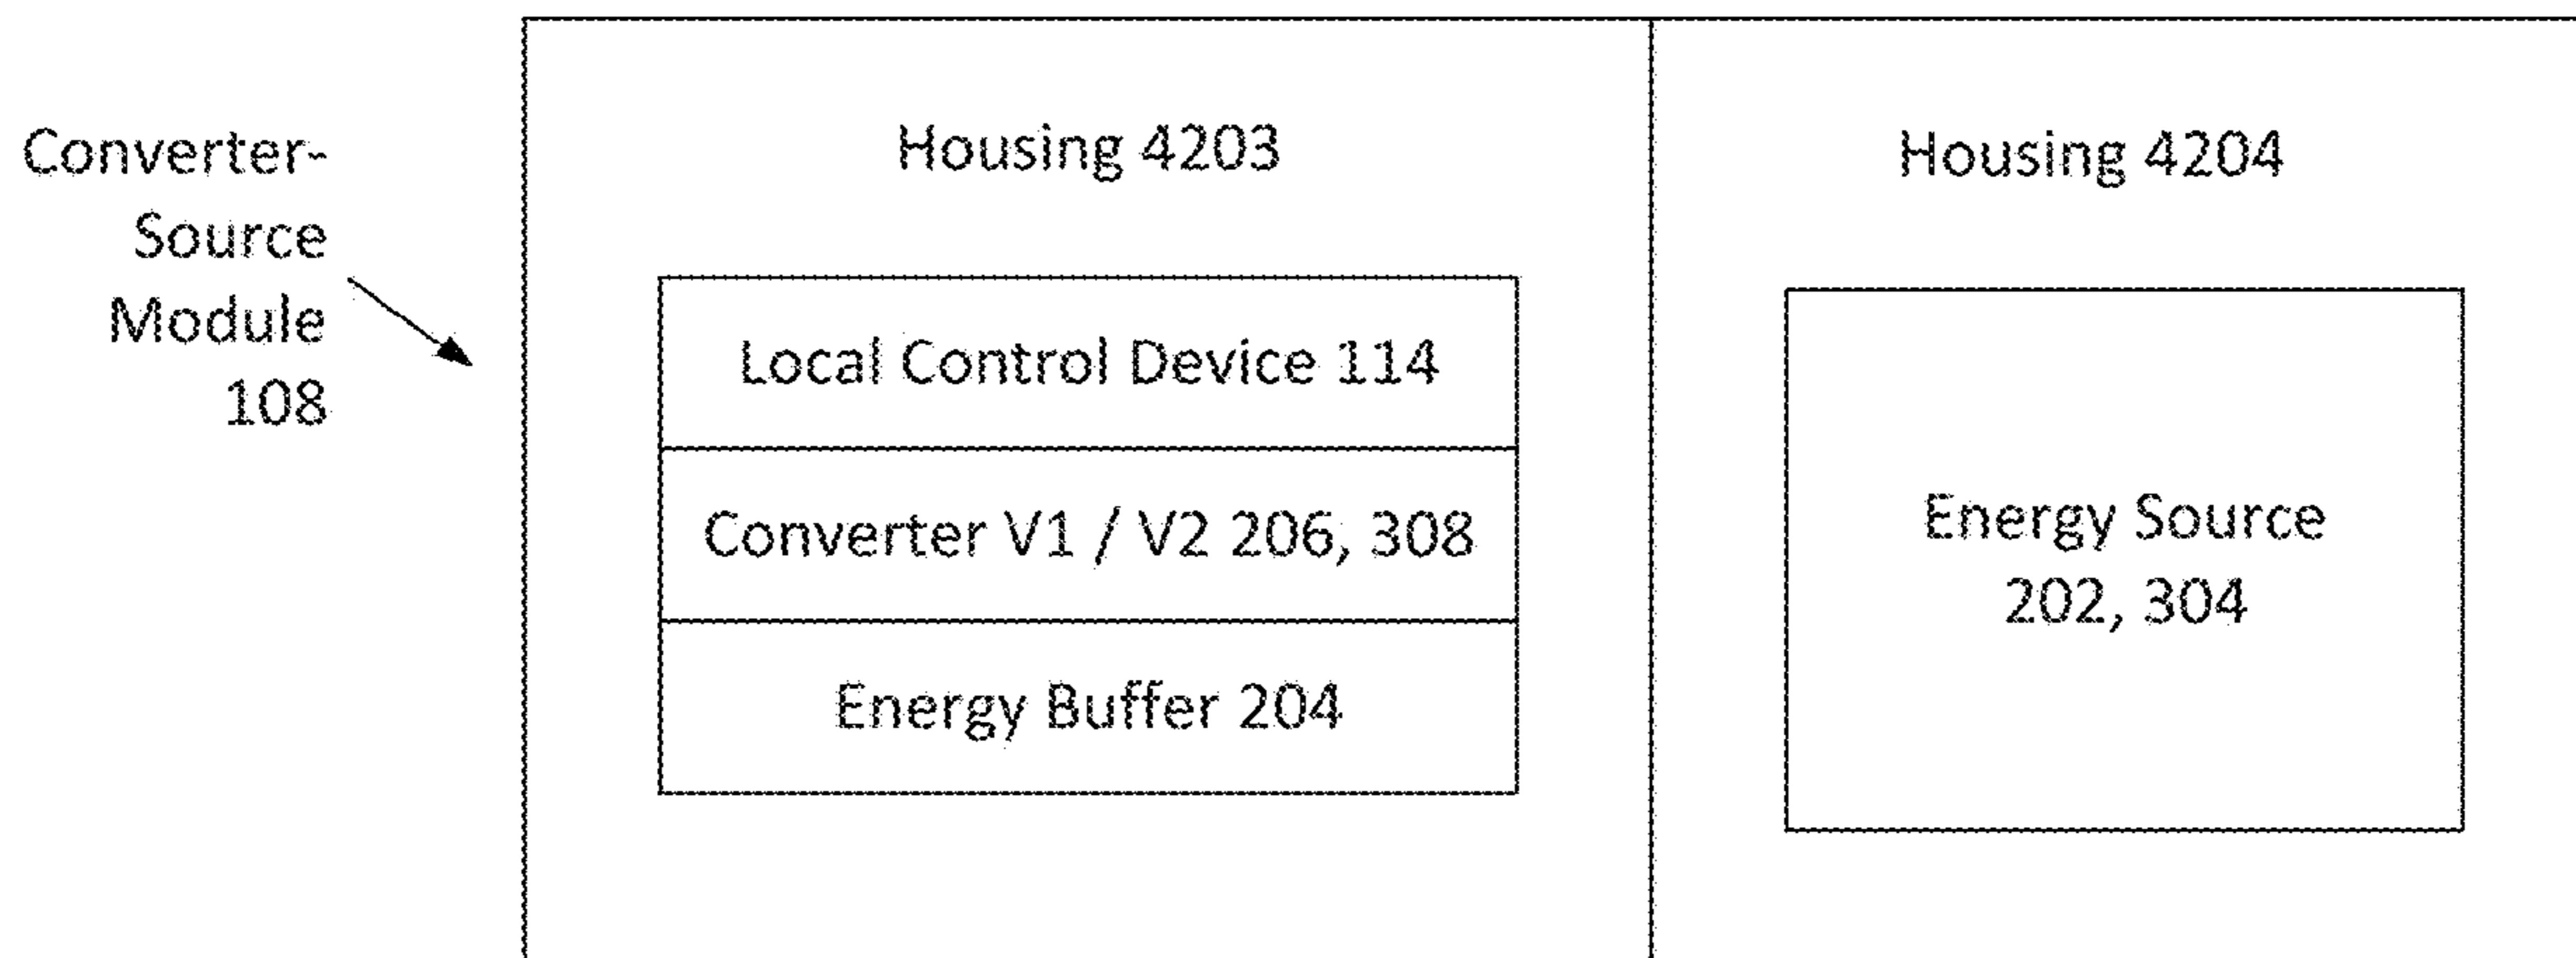 Converter-
Source
Module
108
Housing 4203
Local Control Device 114
Converter V1 / V2 206, 308
Energy Buffer 204
Housing 4204
Energy Source
202, 304